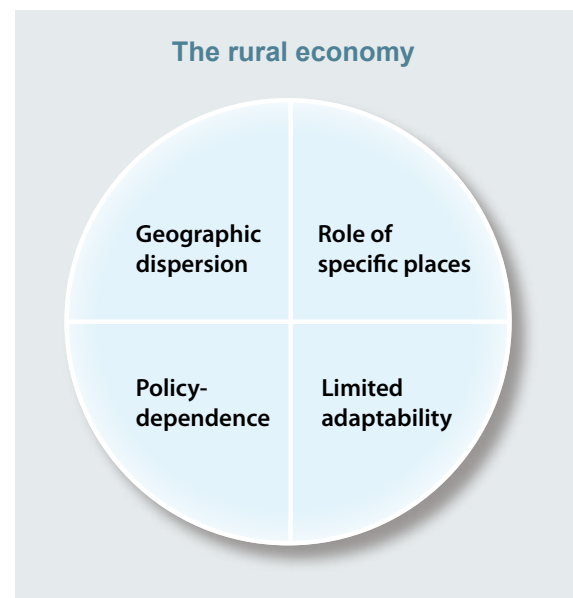 The rural economy
Geographic
dispersion
Role of
specific places
Policy-
dependence
Limited
adaptability